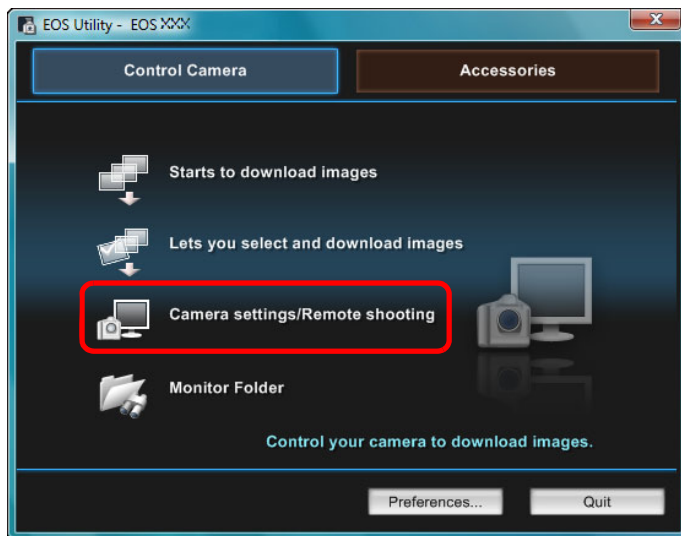 EOS Utility - EOS XXX
Control Camera
Accessories
Starts to download images
Lets you select and download images
Camera settings/Remote shooting
Monitor Folder
Control your camera to download images.
Preferences...
Quit